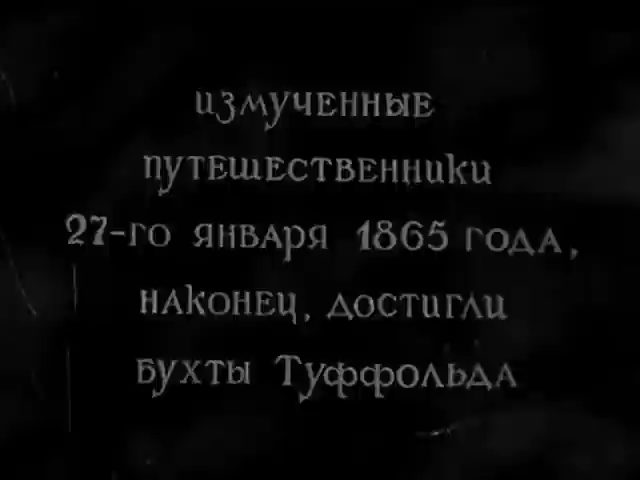 измученные
путешественники
27-го января 1865 года,
наконец, достигли
бухты Туффольда